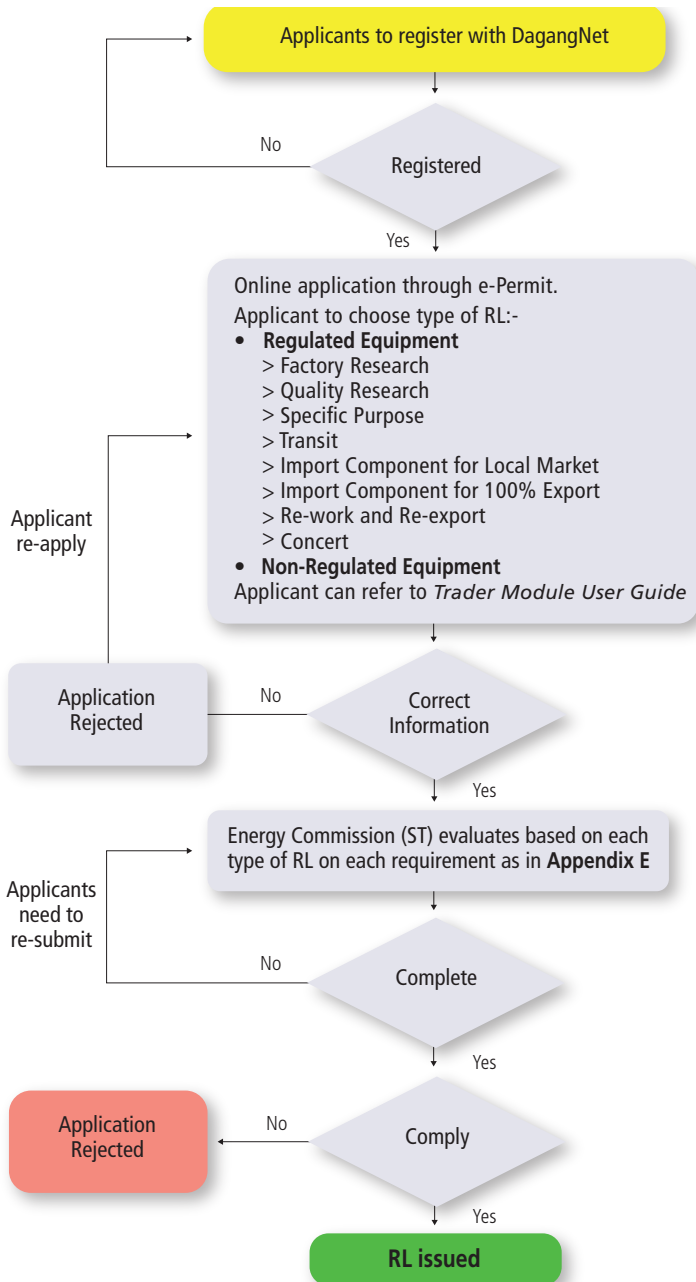 Applicants to register with DagangNet
No
Registered
Yes
Online application through e-Permit.
Applicant to choose type of RL:-
• Regulated Equipment
> Factory Research
> Quality Research
> Specific Purpose
> Transit
> Import Component for Local Market
> Import Component for 100% Export
> Re-work and Re-export
> Concert
• Non-Regulated Equipment
Applicant can refer to Trader Module User Guide
Applicant
re-apply
Application
Rejected
No
Correct
Information
Yes
Energy Commission (ST) evaluates based on each
type of RL on each requirement as in Appendix E
Applicants
need to
re-submit
No
Complete
Yes
Application
Rejected
No
Comply
Yes
RL issued